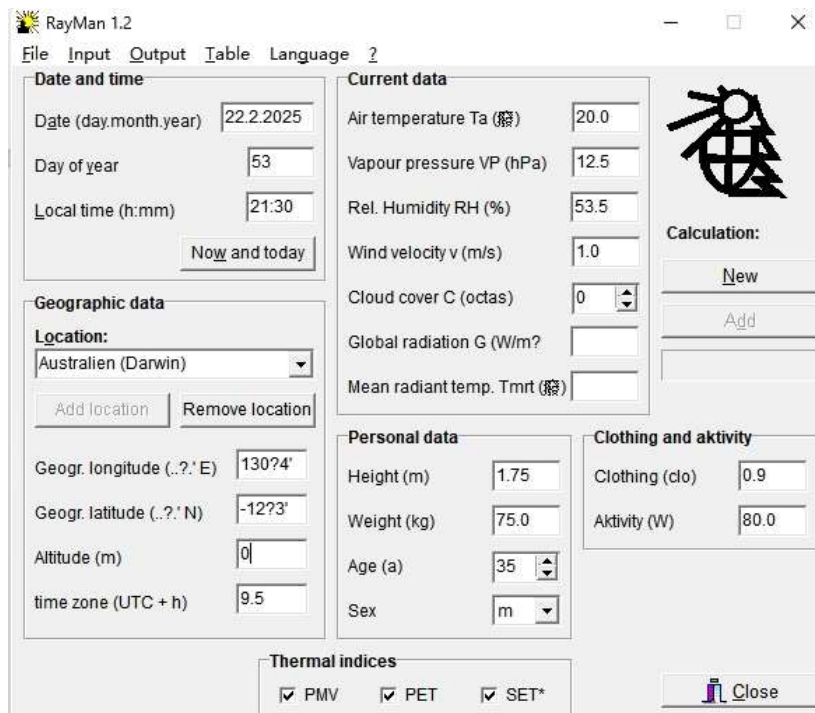 RayMan 1.2
File Input Output Table Language ?
Date and time
Date (day.month.year) 22.2.2025
Day of year 53
Local time (h:mm) 21:30
Now and today
Geographic data
Location:
Australien (Darwin)
Add location Remove location
Geogr. longitude (..?.' E) 130?4'
Geogr. latitude (..?.' N) -12?3'
Altitude (m) 0
time zone (UTC + h) 9.5
Current data
Air temperature Ta (癈) 20.0
Vapour pressure VP (hPa) 12.5
Rel. Humidity RH (%) 53.5
Wind velocity v (m/s) 1.0
Cloud cover C (octas) 0
Global radiation G (W/m?
Mean radiant temp. Tmrt (癈)
Calculation:
New
Add
Personal data
Height (m) 1.75
Weight (kg) 75.0
Age (a) 35
Sex m
Clothing and aktivity
Clothing (clo) 0.9
Aktivity (W) 80.0
Thermal indices
PMV PET SET*
Close